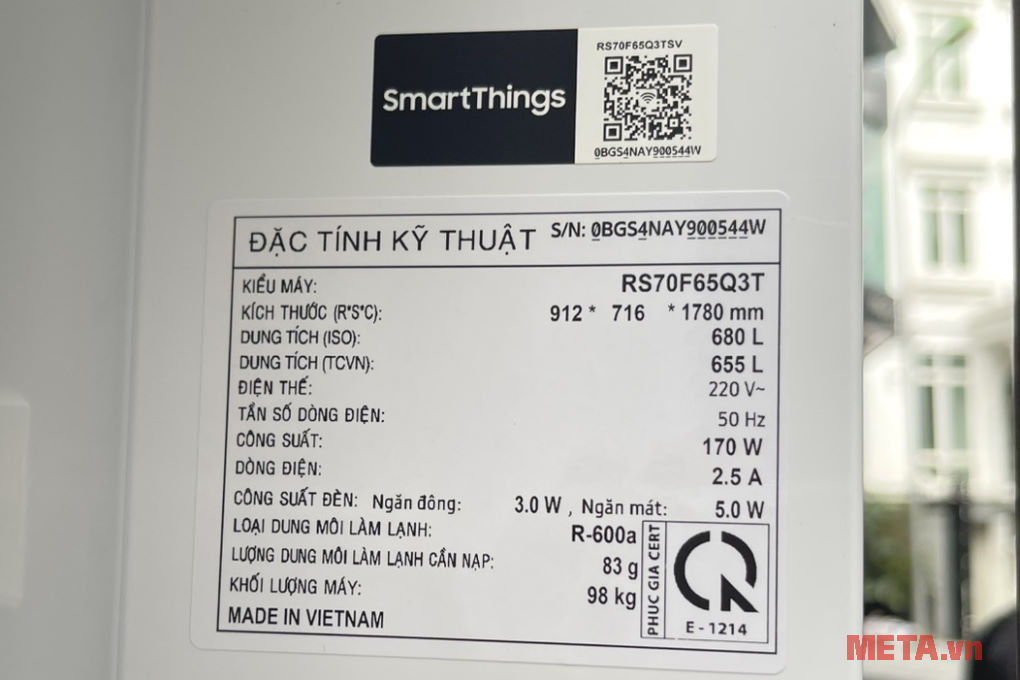 RS70F65Q3TSV
SmartThings
0BGS4NAY900544W
ĐẶC TÍNH KỸ THUẬT S/N: 0BGS4NAY900544W
KIỂU MÁY: RS70F65Q3T
KÍCH THƯỚC (R*S*C): 912 * 716 * 1780 mm
DUNG TÍCH (ISO): 680 L
DUNG TÍCH (TCVN): 655 L
ĐIỆN THẾ: 220 V~
TẦN SỐ DÒNG ĐIỆN: 50 Hz
CÔNG SUẤT: 170 W
DÒNG ĐIỆN: 2.5 A
CÔNG SUẤT ĐÈN: Ngăn đông: 3.0 W , Ngăn mát: 5.0 W
LOẠI DUNG MÔI LÀM LẠNH: R-600a
LƯỢNG DUNG MÔI LÀM LẠNH CẦN NẠP: 83 g
KHỐI LƯỢNG MÁY: 98 kg
MADE IN VIETNAM
PHUC GIA CERT
E - 1214
META.vn